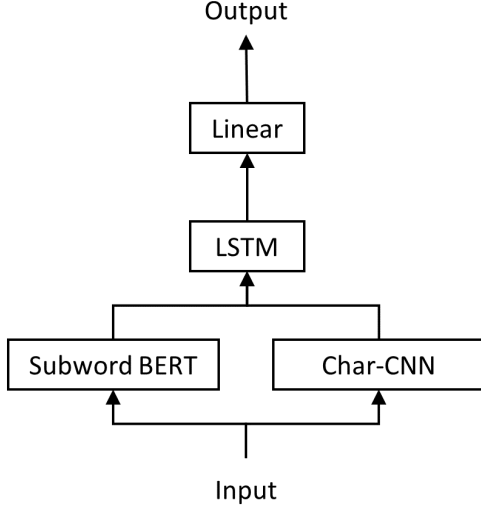 Output
Linear
LSTM
Subword BERT
Char-CNN
Input